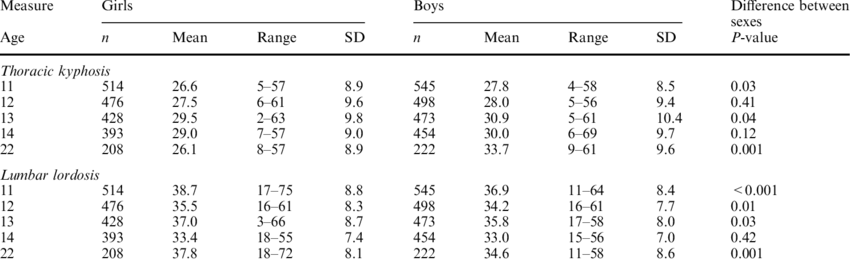 Measure Girls Boys Difference between sexes
Age n Mean Range SD n Mean Range SD P-value
Thoracic kyphosis
11 514 26.6 5–57 8.9 545 27.8 4–58 8.5 0.03
12 476 27.5 6–61 9.6 498 28.0 5–56 9.4 0.41
13 428 29.5 2–63 9.8 473 30.9 5–61 10.4 0.04
14 393 29.0 7–57 9.0 454 30.0 6–69 9.7 0.12
22 208 26.1 8–57 8.9 222 33.7 9–61 9.6 0.001
Lumbar lordosis
11 514 38.7 17–75 8.8 545 36.9 11–64 8.4 <0.001
12 476 35.5 16–61 8.3 498 34.2 16–61 7.7 0.01
13 428 37.0 3–66 8.7 473 35.8 17–58 8.0 0.03
14 393 33.4 18–55 7.4 454 33.0 15–56 7.0 0.42
22 208 37.8 18–72 8.1 222 34.6 11–58 8.6 0.001